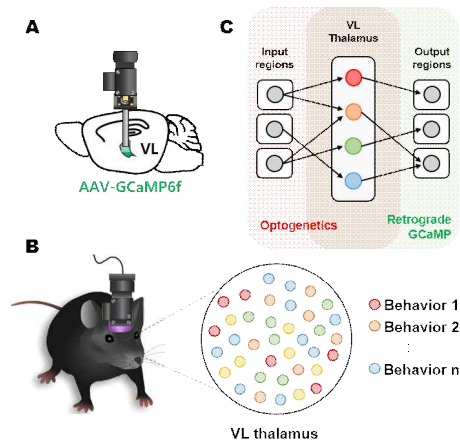 A
VL
AAV-GCaMP6f
C
VL
Thalamus
Input
regions
Output
regions
Optogenetics
Retrograde
GCaMP
B
Behavior 1
Behavior 2
:
Behavior n
VL thalamus